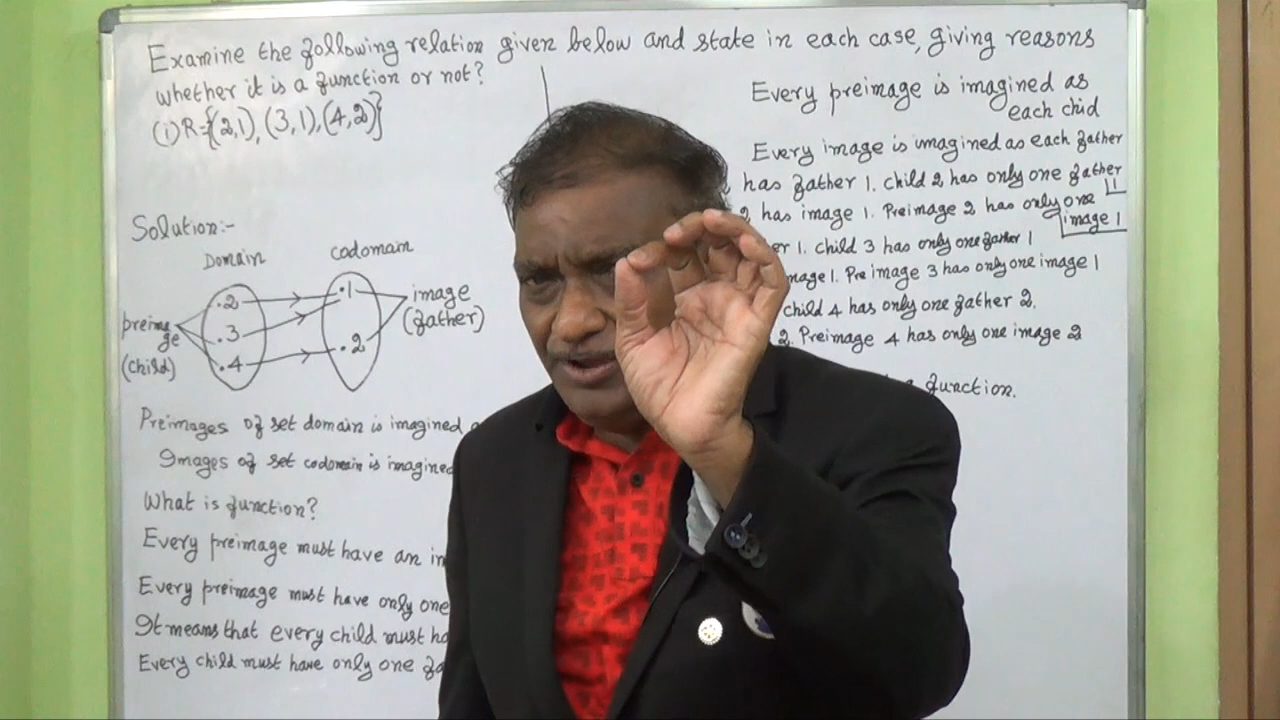 Examine the following relation given below and state in each case, giving reasons
whether it is a function or not?
(i) R={(2,1), (3,1), (4,2)}
Solution:-
Domain
codomain
preima
ge
(child)
.2
.3
.4
.1
.2
image
(father)
Preimages of set domain is imagined
Images of set codomain is imagined
What is function?
Every preimage must have an
Every preimage must have only one
It means that every child must
Every child must have only one
Every preimage is imagined as
each chid
Every image is imagined as each father
has father 1. Child 2 has only one father
1
2 has image 1. Preimage 2 has only one
image 1
1. Child 3 has only one father 1
1. Preimage 3 has only one image 1
Child 4 has only one father 2.
2. Preimage 4 has only one image 2
function.